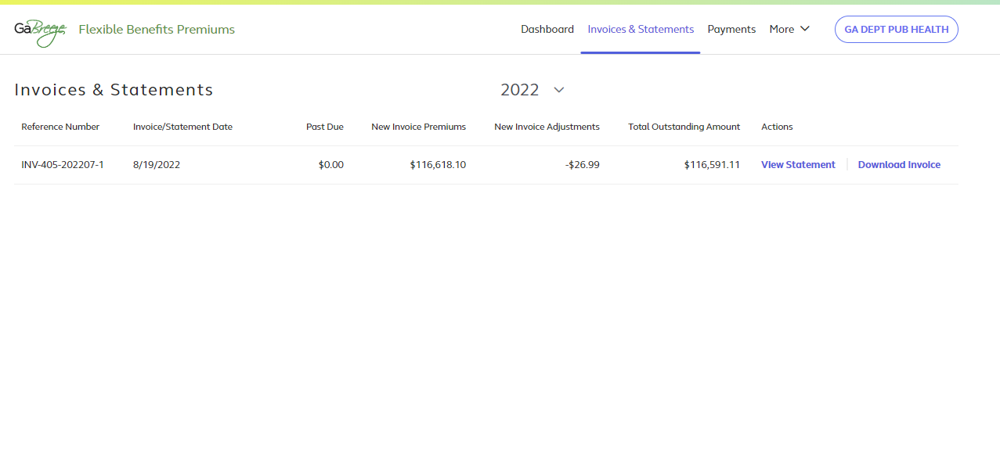 GaBreeze Flexible Benefits Premiums Dashboard Invoices & Statements Payments More GA DEPT PUB HEALTH
Invoices & Statements 2022
Reference Number Invoice/Statement Date Past Due New Invoice Premiums New Invoice Adjustments Total Outstanding Amount Actions
INV-405-202207-1 8/19/2022 $0.00 $116,618.10 -$26.99 $116,591.11 View Statement Download Invoice